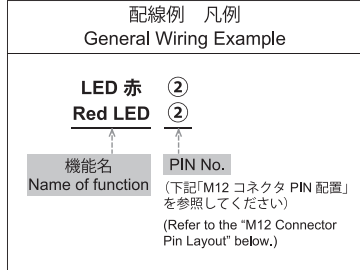 配線例　凡例
General Wiring Example
LED 赤 ②
Red LED ②
機能名
Name of function
PIN No.
（下記「M12 コネクタ PIN 配置」
を参照してください）
(Refer to the “M12 Connector
Pin Layout” below.)